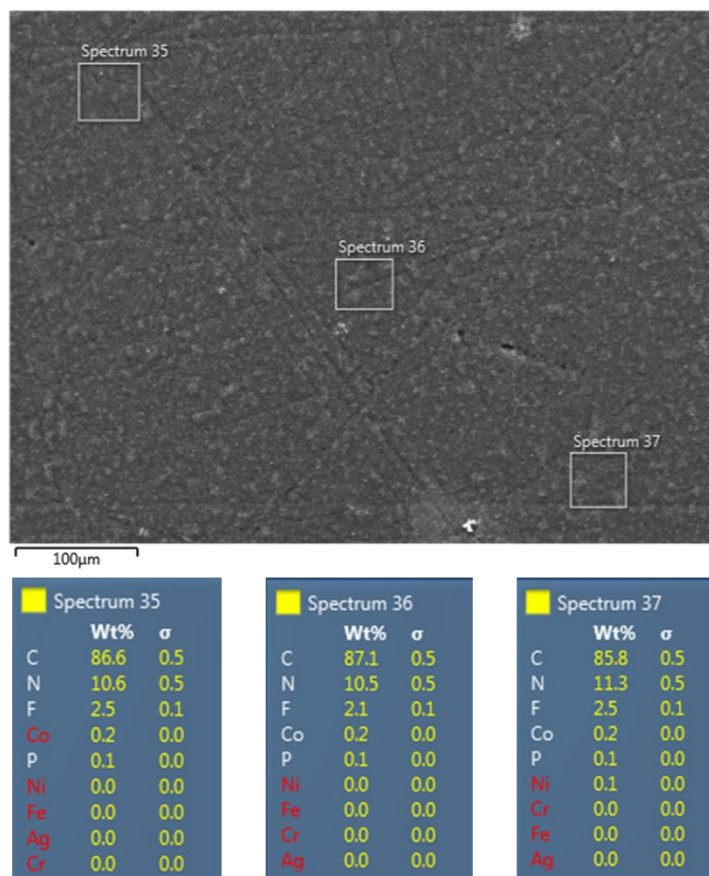 Spectrum 35
Spectrum 36
Spectrum 37
100µm
Spectrum 35
Wt% σ
C 86.6 0.5
N 10.6 0.5
F 2.5 0.1
Co 0.2 0.0
P 0.1 0.0
Ni 0.0 0.0
Fe 0.0 0.0
Ag 0.0 0.0
Cr 0.0 0.0
Spectrum 36
Wt% σ
C 87.1 0.5
N 10.5 0.5
F 2.1 0.1
Co 0.2 0.0
P 0.1 0.0
Ni 0.0 0.0
Fe 0.0 0.0
Cr 0.0 0.0
Ag 0.0 0.0
Spectrum 37
Wt% σ
C 85.8 0.5
N 11.3 0.5
F 2.5 0.1
Co 0.2 0.0
P 0.1 0.0
Ni 0.1 0.0
Cr 0.0 0.0
Fe 0.0 0.0
Ag 0.0 0.0